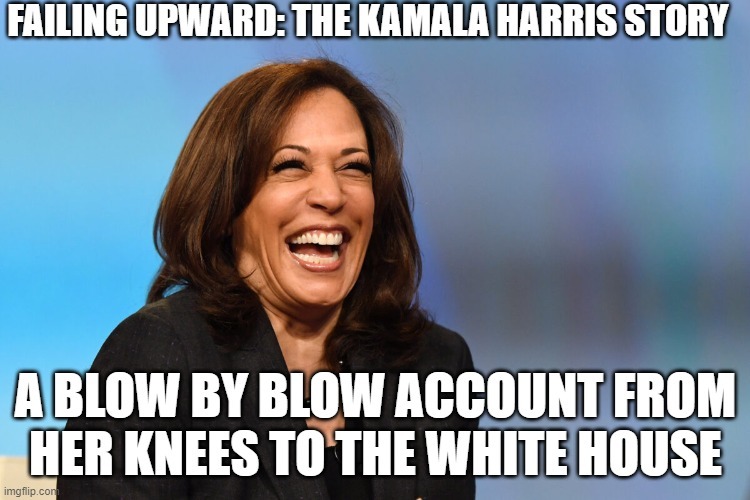 FAILING UPWARD: THE KAMALA HARRIS STORY
A BLOW BY BLOW ACCOUNT FROM
HER KNEES TO THE WHITE HOUSE
imgflip.com